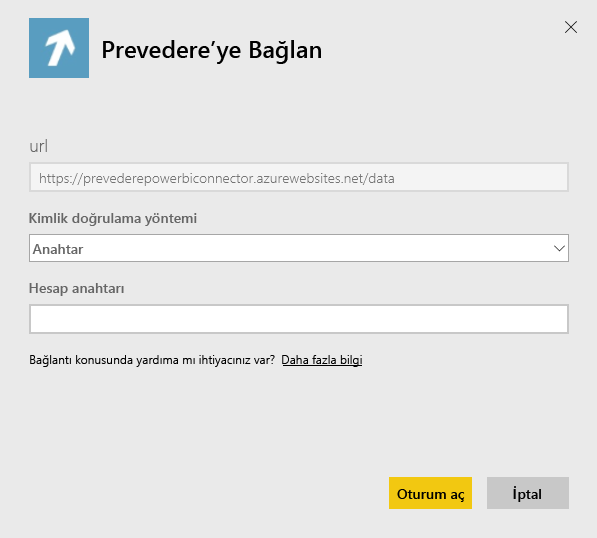 Prevedere’ye Bağlan
url
https://prevederepowerbiconnector.azurewebsites.net/data
Kimlik doğrulama yöntemi
Anahtar
Hesap anahtarı
Bağlantı konusunda yardıma mı ihtiyacınız var? Daha fazla bilgi
Oturum aç İptal